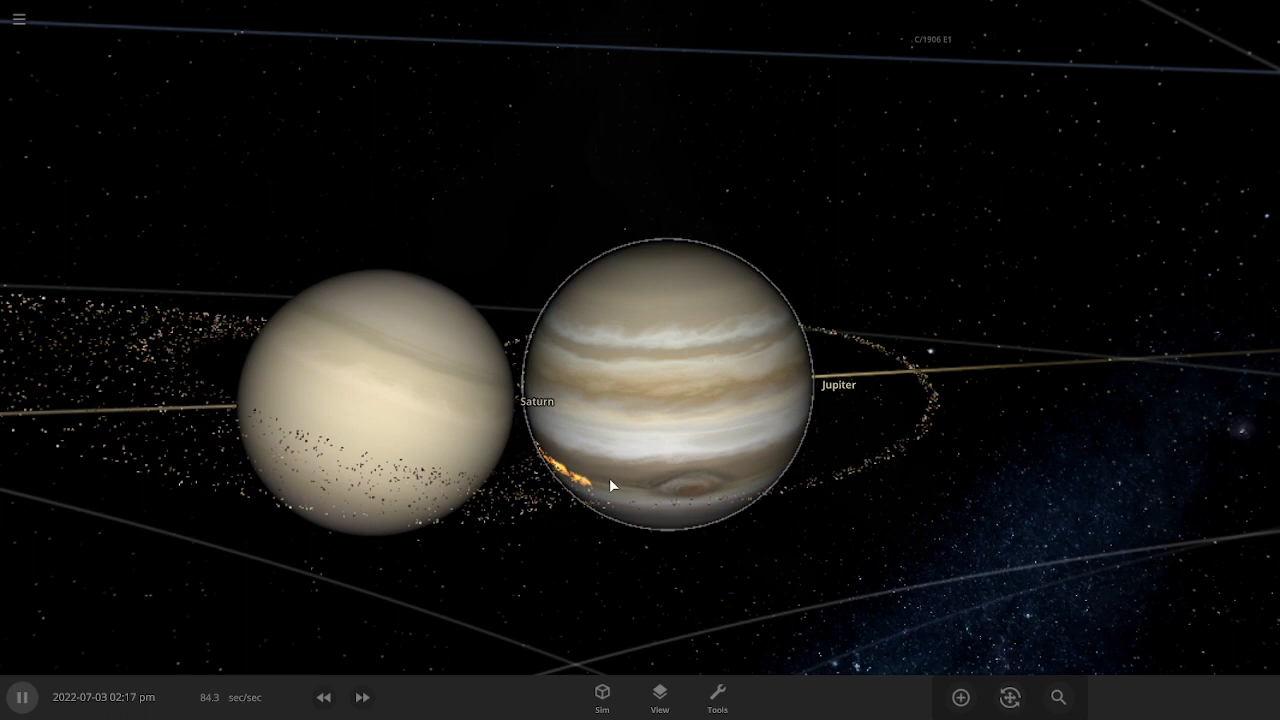 C/1906 E1
Jupiter
Saturn
2022-07-03 02:17 pm
84.3 sec/sec
Sim
View
Tools